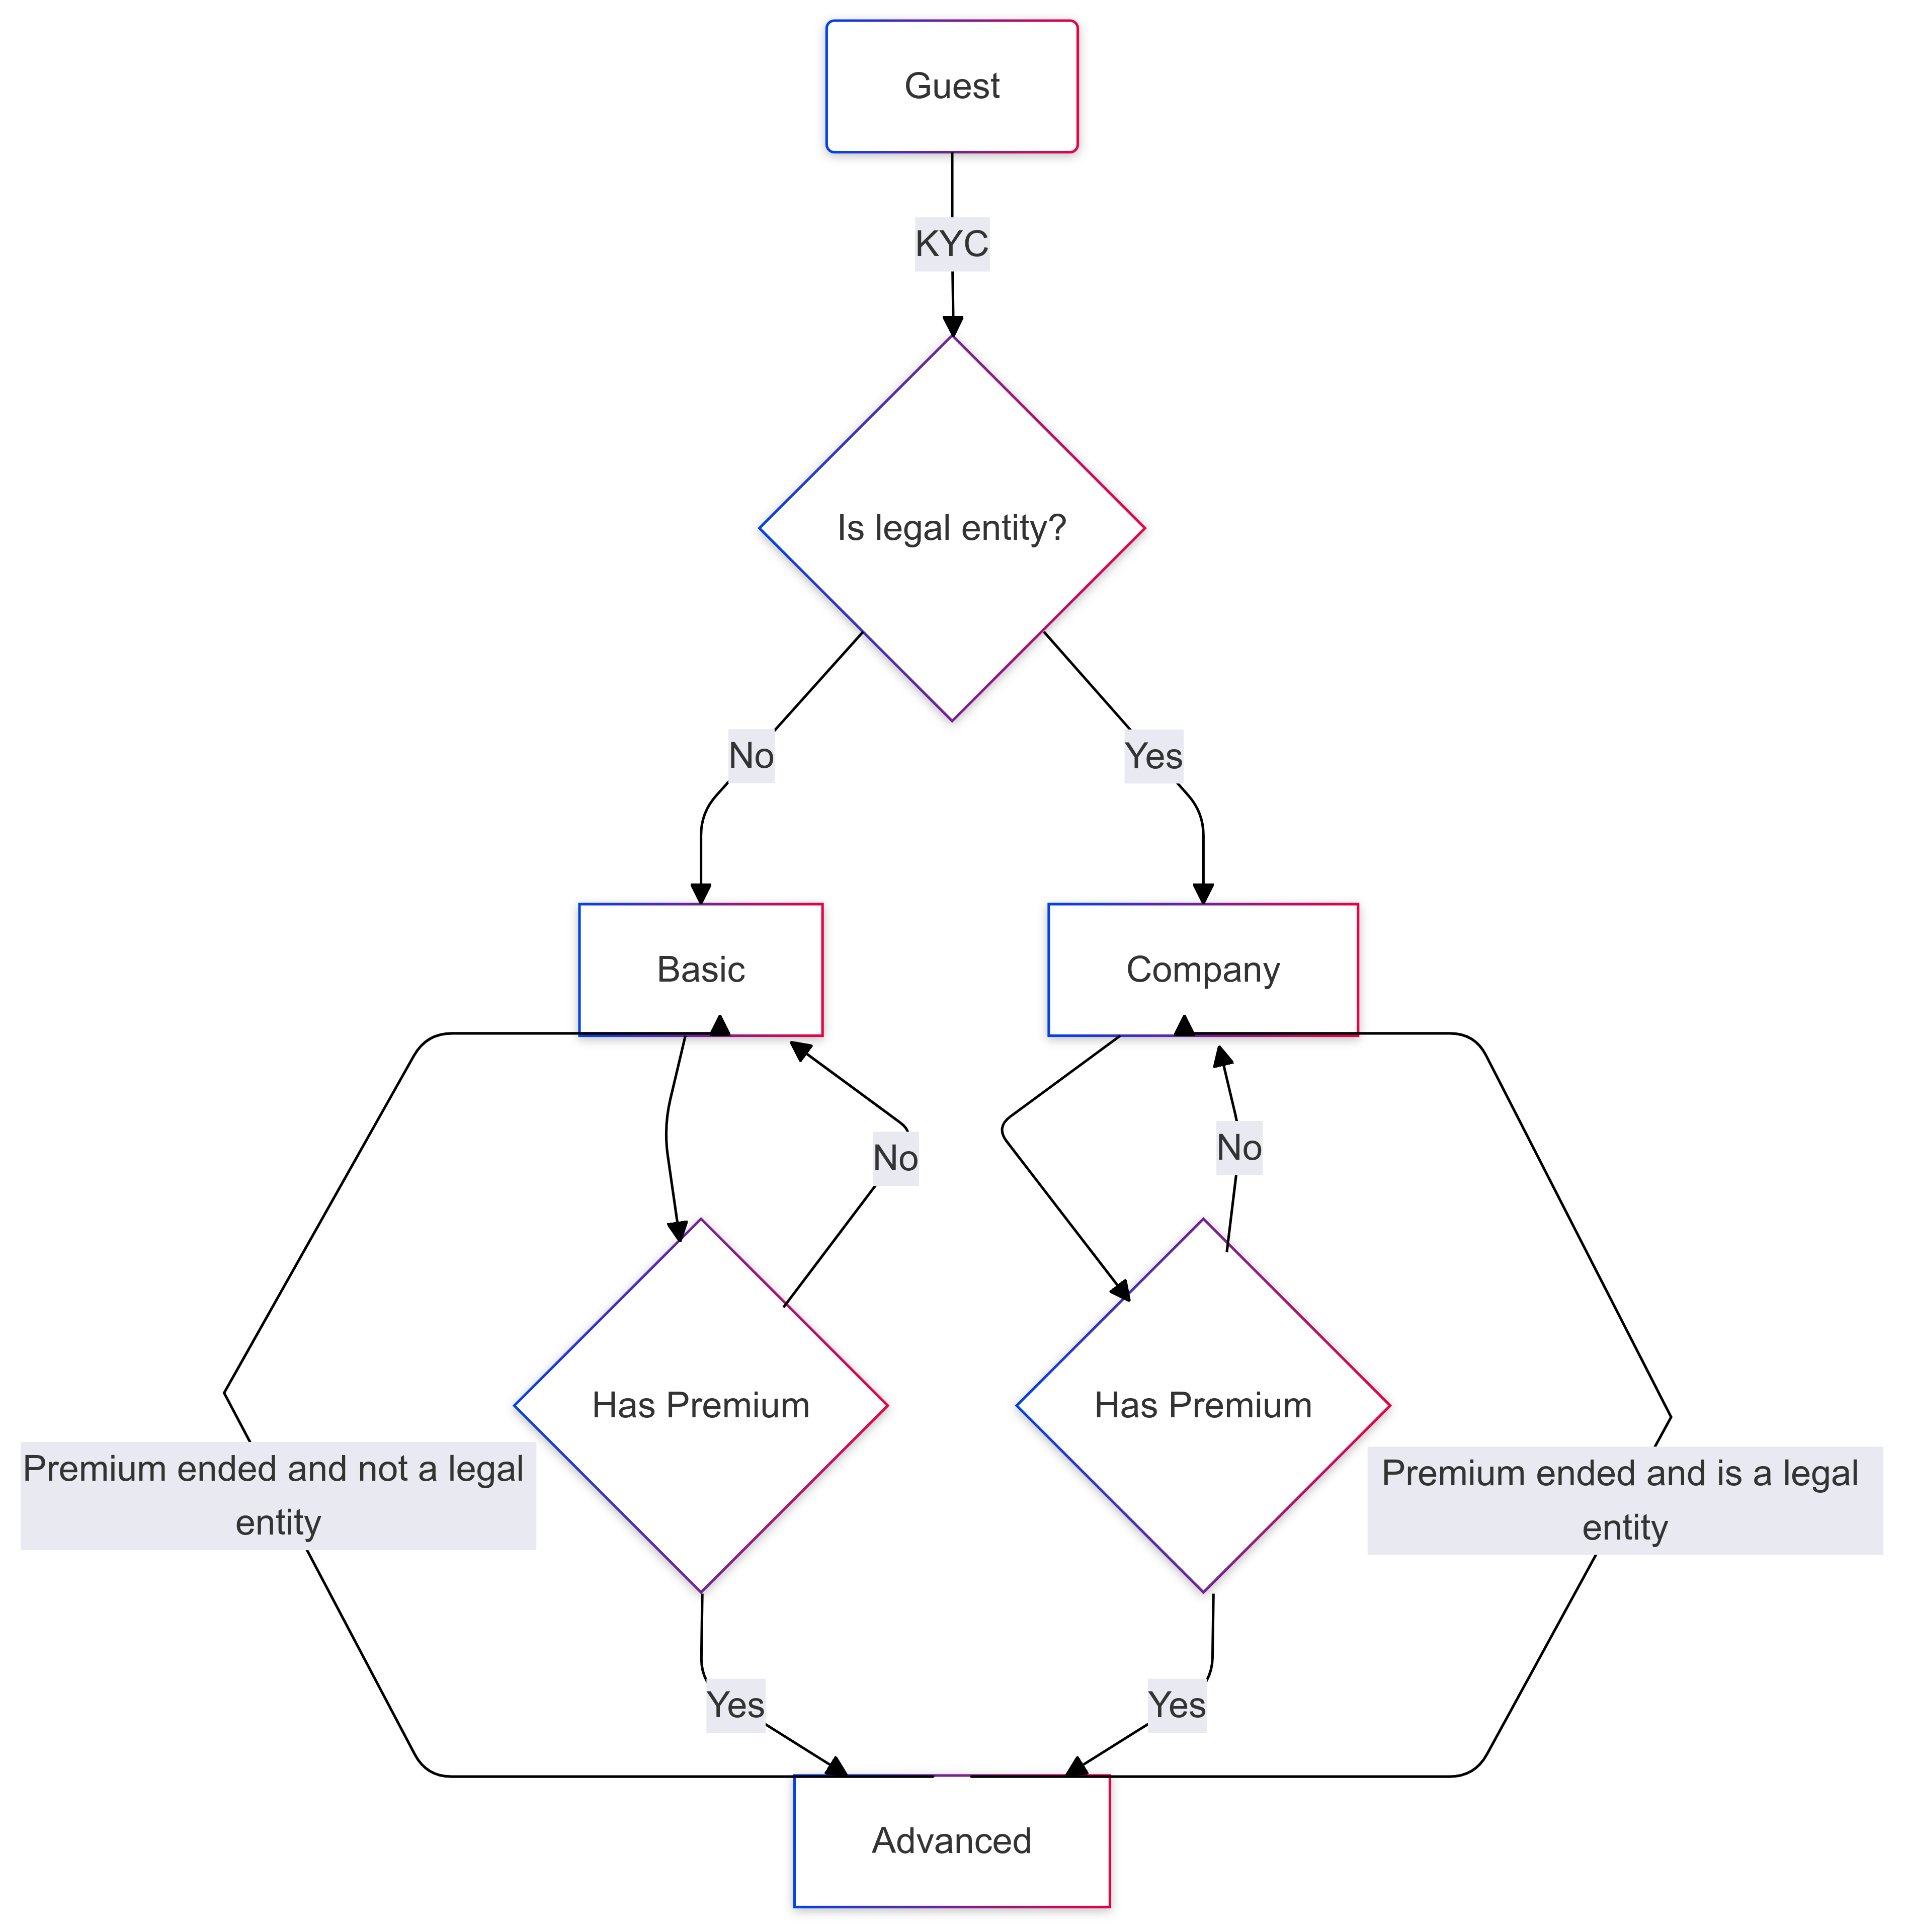 Guest
KYC
Is legal entity?
No
Yes
Basic
Company
No
No
Has Premium
Has Premium
Premium ended and not a legal
entity
Premium ended and is a legal
entity
Yes
Yes
Advanced